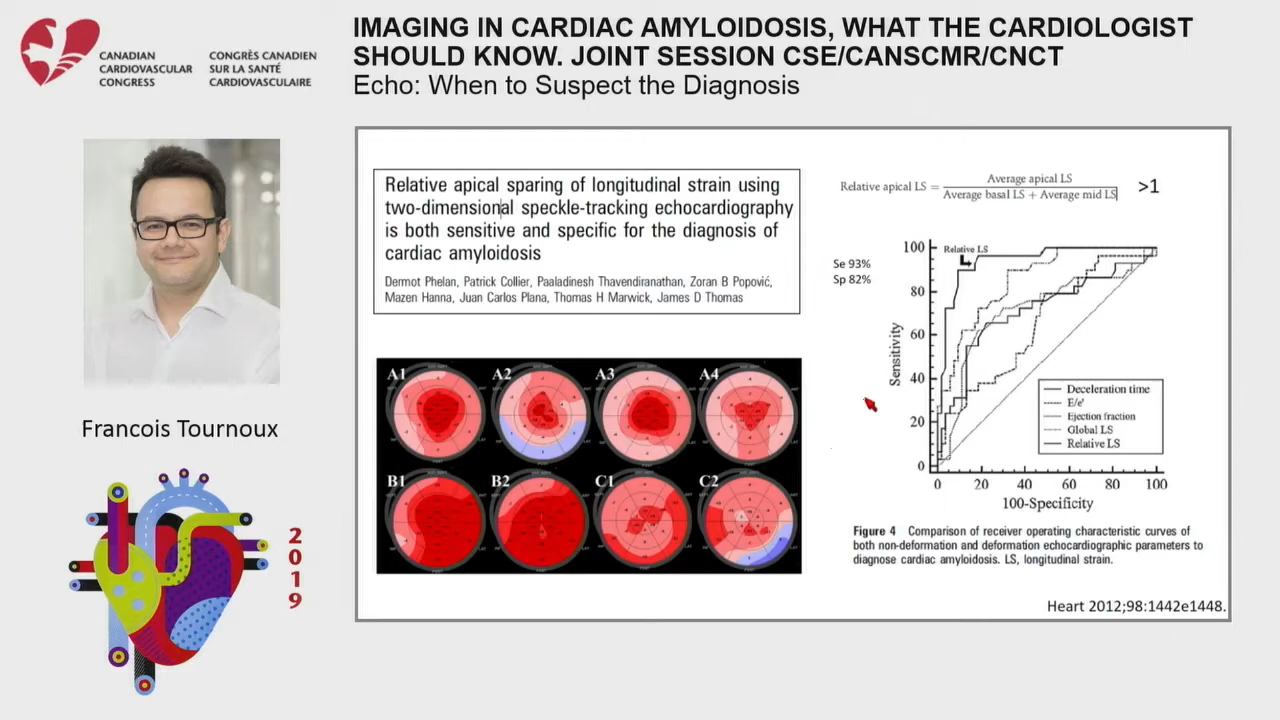 CANADIAN
CARDIOVASCULAR
CONGRESS
CONGRÈS CANADIEN
SUR LA SANTÉ
CARDIOVASCULAIRE
IMAGING IN CARDIAC AMYLOIDOSIS, WHAT THE CARDIOLOGIST
SHOULD KNOW. JOINT SESSION CSE/CANSCMR/CNCT
Echo: When to Suspect the Diagnosis
Francois Tournoux
2019
Relative apical sparing of longitudinal strain using
two-dimensional speckle-tracking echocardiography
is both sensitive and specific for the diagnosis of
cardiac amyloidosis
Dermot Phelan, Patrick Collier, Paaladinesh Thavendiranathan, Zoran B Popović,
Mazen Hanna, Juan Carlos Plana, Thomas H Marwick, James D Thomas
A1 A2 A3 A4
B1 B2 C1 C2
Relative apical LS = Average apical LS
Average basal LS + Average mid LS
>1
Se 93%
Sp 82%
Relative LS
Sensitivity
100
80
60
40
20
0
0 20 40 60 80 100
100-Specificity
Deceleration time
E/e'
Ejection fraction
Global LS
Relative LS
Figure 4 Comparison of receiver operating characteristic curves of
both non-deformation and deformation echocardiographic parameters to
diagnose cardiac amyloidosis. LS, longitudinal strain.
Heart 2012;98:1442e1448.